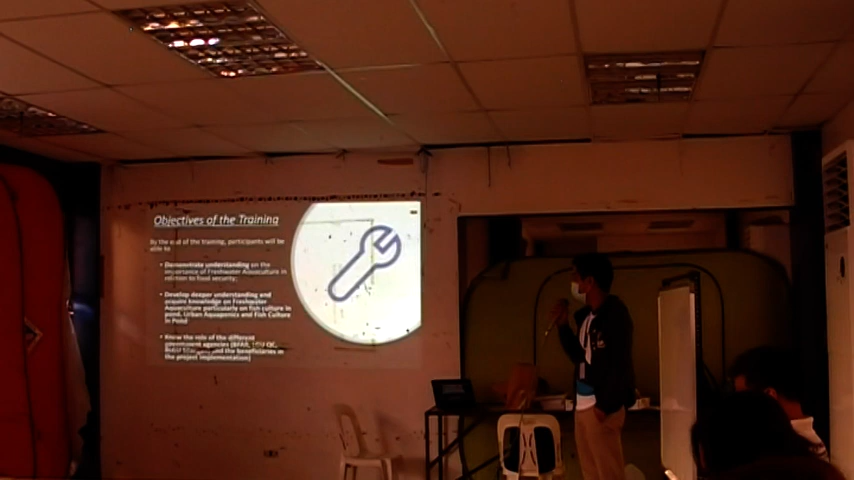 Objectives of the Training
By the end of the training, participants will be
able to
• Demonstrate understanding on the
importance of Freshwater Aquaculture in
relation to food security;
• Develop deeper understanding and
acquire knowledge on Freshwater
Aquaculture particularly on fish culture in
pond, Urban Aquaponics and Fish Culture
in Pond
• Know the role of the different
government agencies (BFAR, QC,
and the beneficiaries in
the project implementation)